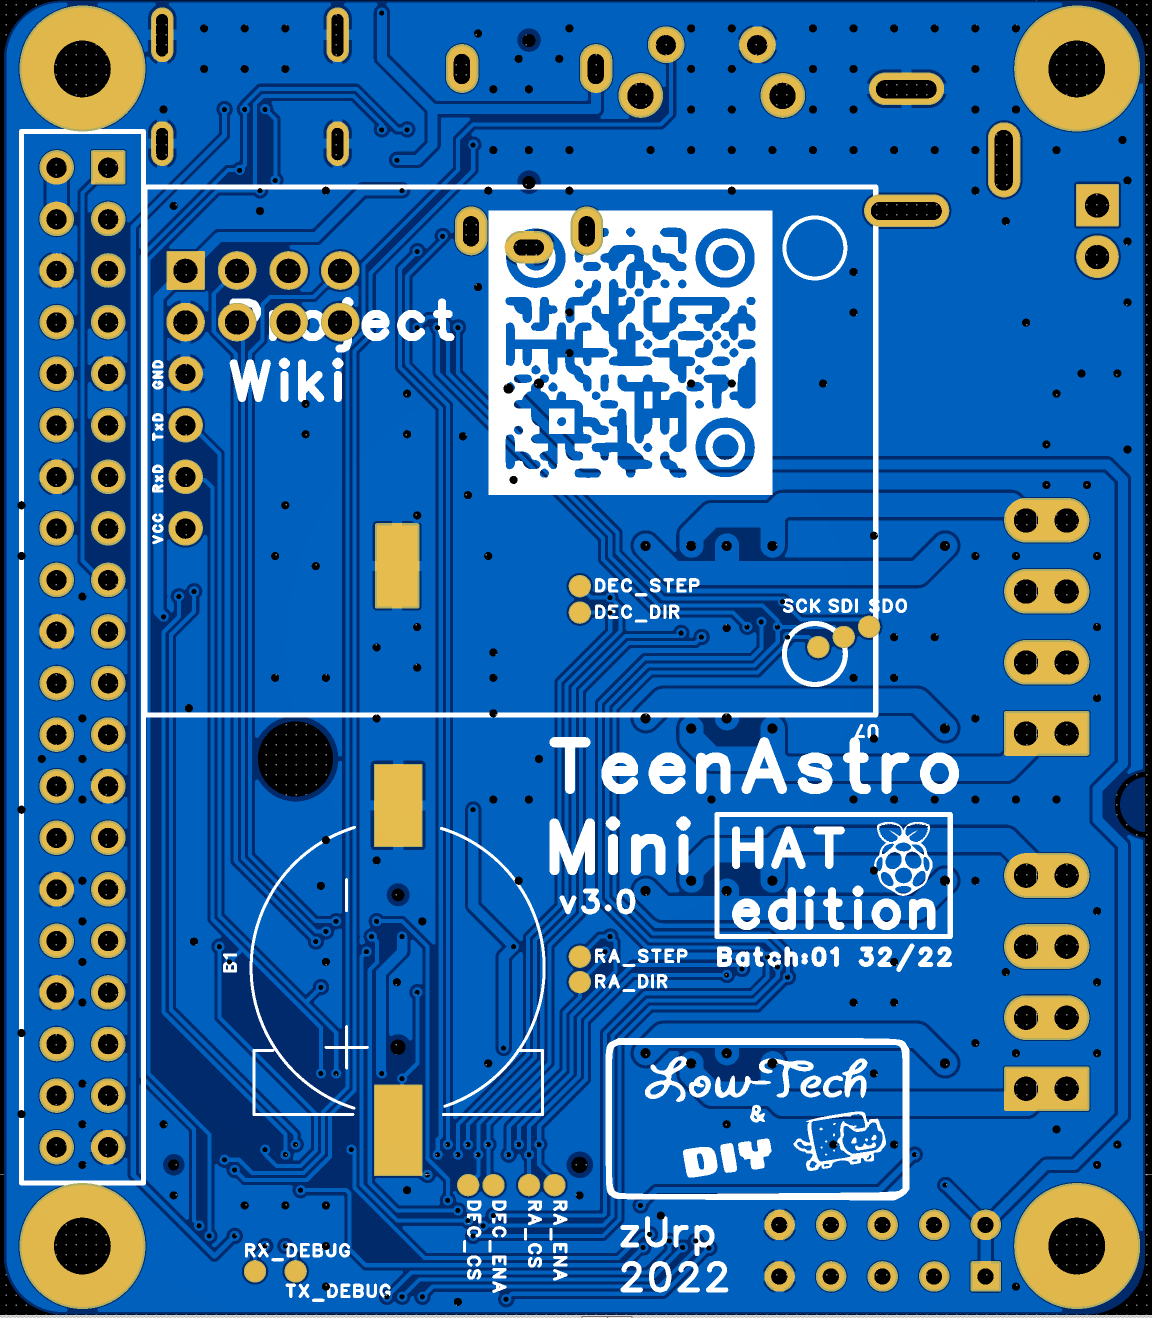 Project
Wiki
GND
TxD
RxD
VCC
DEC_STEP
DEC_DIR
SCK SDI SDO
U7
TeenAstro
Mini
HAT
edition
v3.0
Batch:01 32/22
B1
RA_STEP
RA_DIR
Low-Tech
&
DIY
DEC_CS
DEC_ENA
RA_CS
RA_ENA
zUrp
2022
RX_DEBUG
TX_DEBUG